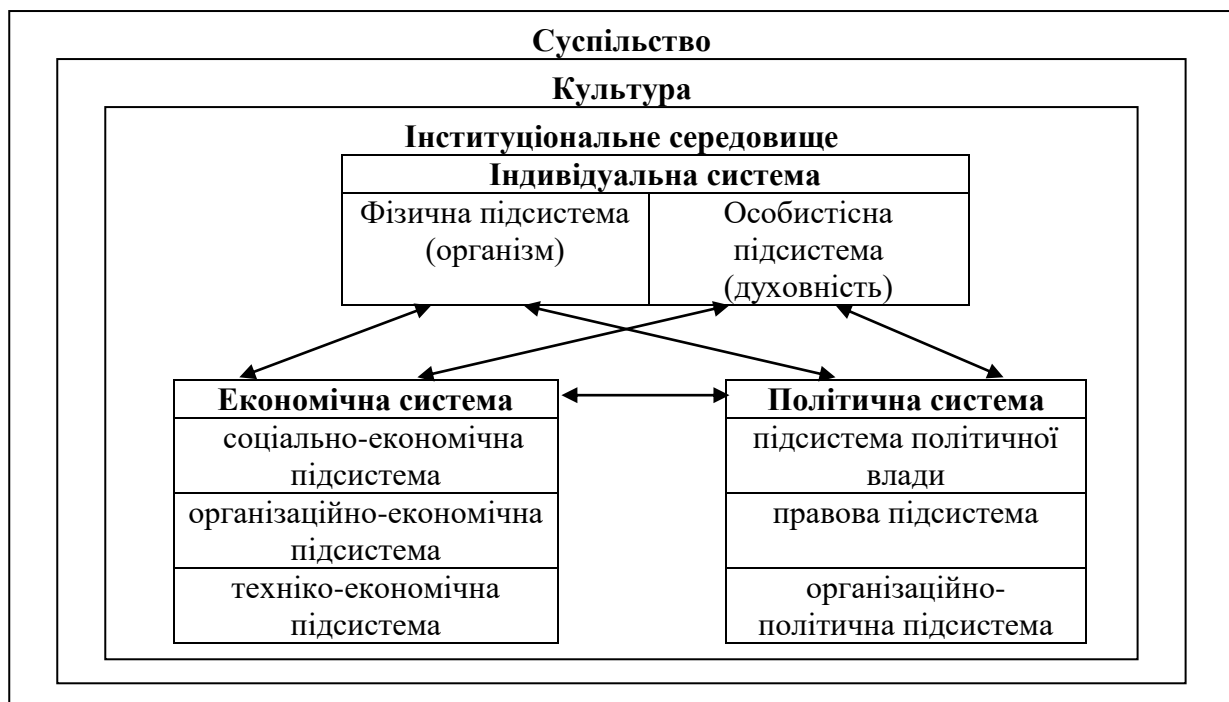 Суспільство
Культура
Інституціональне середовище
Індивідуальна система
Фізична підсистема
(організм)
Особистісна
підсистема
(духовність)
Економічна система
соціально-економічна
підсистема
організаційно-економічна
підсистема
техніко-економічна
підсистема
Політична система
підсистема політичної
влади
правова підсистема
організаційно-
політична підсистема